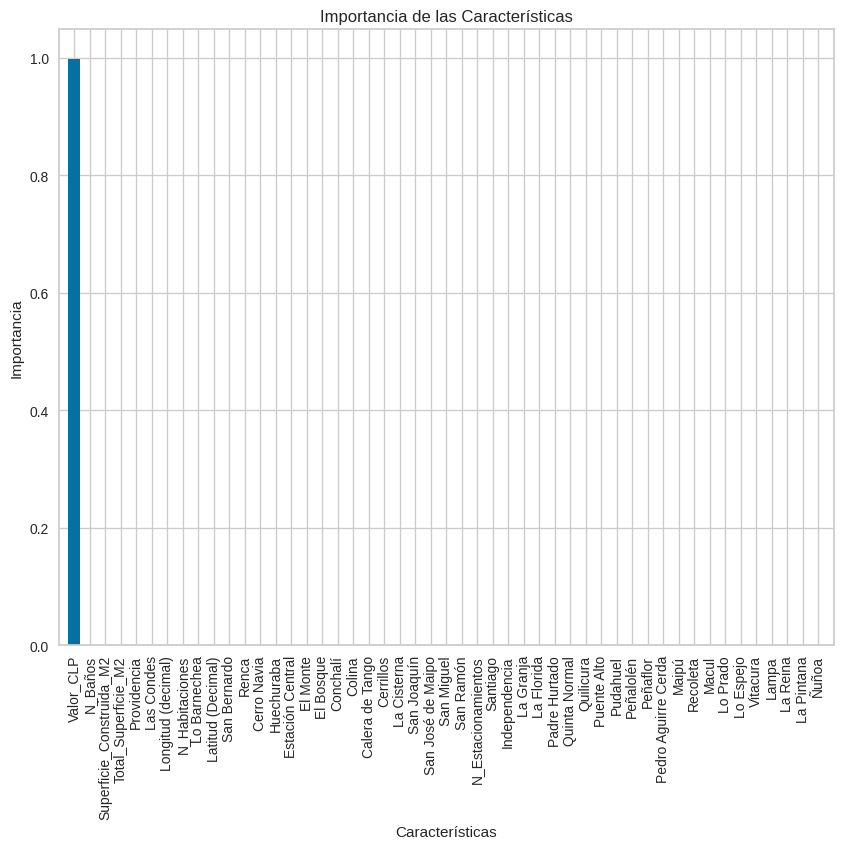 Importancia de las Características
1.0
0.8
0.6
0.4
0.2
0.0
Importancia
Valor_CLP
N_Baños
Superficie_Construida_M2
Total_Superficie_M2
Providencia
Las Condes
Longitud (decimal)
N_Habitaciones
Lo Barnechea
Latitud (Decimal)
San Bernardo
Renca
Cerro Navia
Huechuraba
Estación Central
El Monte
El Bosque
Conchalí
Colina
Calera de Tango
Cerrillos
La Cisterna
San Joaquín
San José de Maipo
San Miguel
San Ramón
N_Estacionamientos
Santiago
Independencia
La Granja
La Florida
Padre Hurtado
Quinta Normal
Quilicura
Puente Alto
Pudahuel
Peñalolén
Peñaflor
Pedro Aguirre Cerda
Maipú
Recoleta
Macul
Lo Prado
Lo Espejo
Vitacura
Lampa
La Reina
La Pintana
Ñuñoa
Características